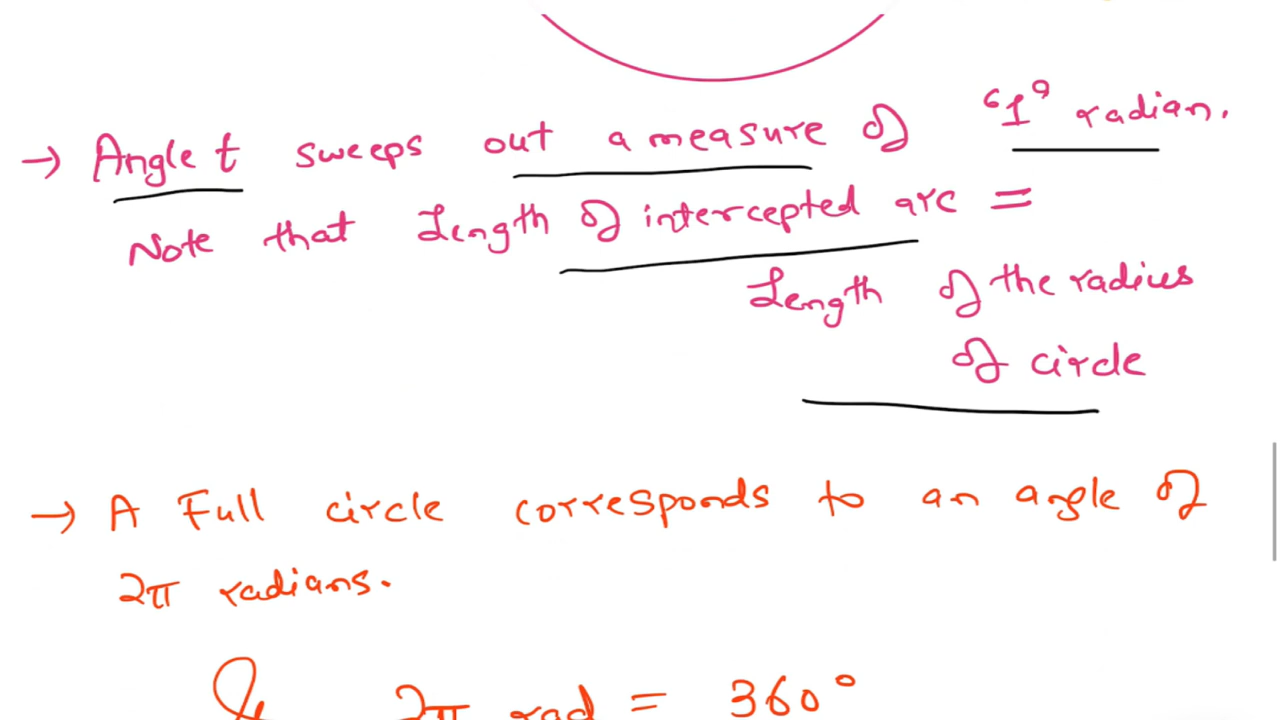 → Angle t sweeps out a measure of "1" radian.
Note that Length of intercepted arc =
Length of the radius
of circle
→ A Full circle corresponds to an angle of
2π radians.
& 2π rad = 360°